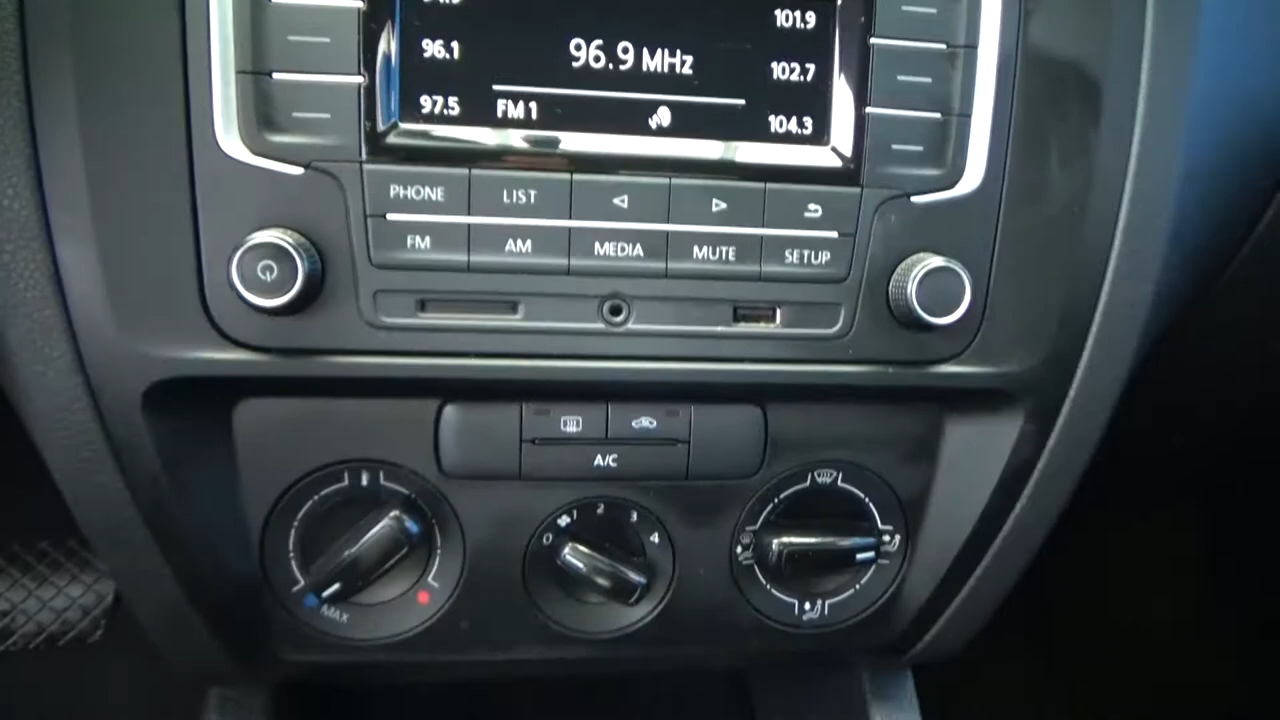 101.9
96.1 96.9 MHz 102.7
97.5 FM 1 104.3
PHONE LIST
FM AM MEDIA MUTE SETUP
A/C
0 1 2 3 4
MAX